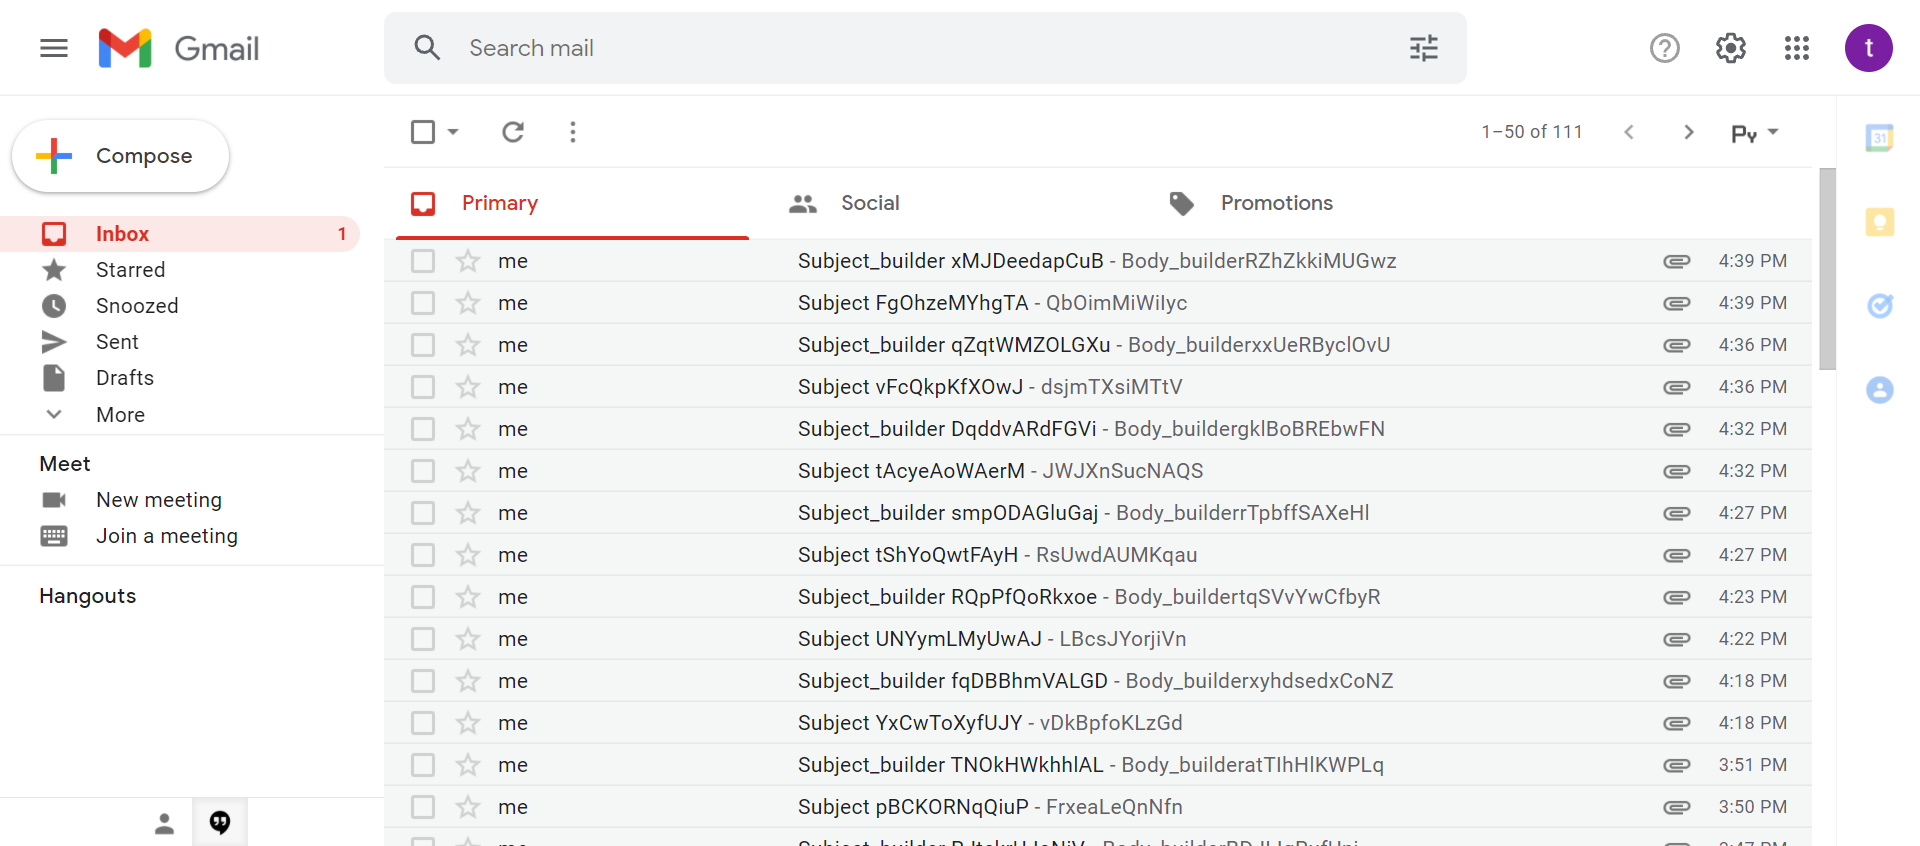 Gmail
Search mail
t
Compose
1–50 of 111
Py
31
Primary
Social
Promotions
Inbox 1
Starred
Snoozed
Sent
Drafts
More
Meet
New meeting
Join a meeting
Hangouts
me Subject_builder xMJDeedapCuB - Body_builderRZhZkkiMUGwz 4:39 PM
me Subject FgOhzeMYhgTA - QbOimMiWiIyc 4:39 PM
me Subject_builder qZqtWMZOLGXu - Body_builderxxUeRByclOvU 4:36 PM
me Subject vFcQkpKfXOwJ - dsjmTXsiMTtV 4:36 PM
me Subject_builder DqddvARdFGVi - Body_buildergklBoBREbwFN 4:32 PM
me Subject tAcyeAoWAerM - JWJXnSucNAQS 4:32 PM
me Subject_builder smpODAGluGaj - Body_builderrTpbffSAXeHl 4:27 PM
me Subject tShYoQwtFAyH - RsUwdAUMKqau 4:27 PM
me Subject_builder RQpPfQoRkxoe - Body_buildertqSVvYwCfbyR 4:23 PM
me Subject UNYymLMyUwAJ - LBcsJYorjiVn 4:22 PM
me Subject_builder fqDBBhmVALGD - Body_builderxyhdsedxCoNZ 4:18 PM
me Subject YxCwToXyfUJY - vDkBpfoKLzGd 4:18 PM
me Subject_builder TNOkHWkhhlAL - Body_builderatTIhHlKWPLq 3:51 PM
me Subject pBCKORNqQiuP - FrxeaLeQnNfn 3:50 PM
me Subject_builder